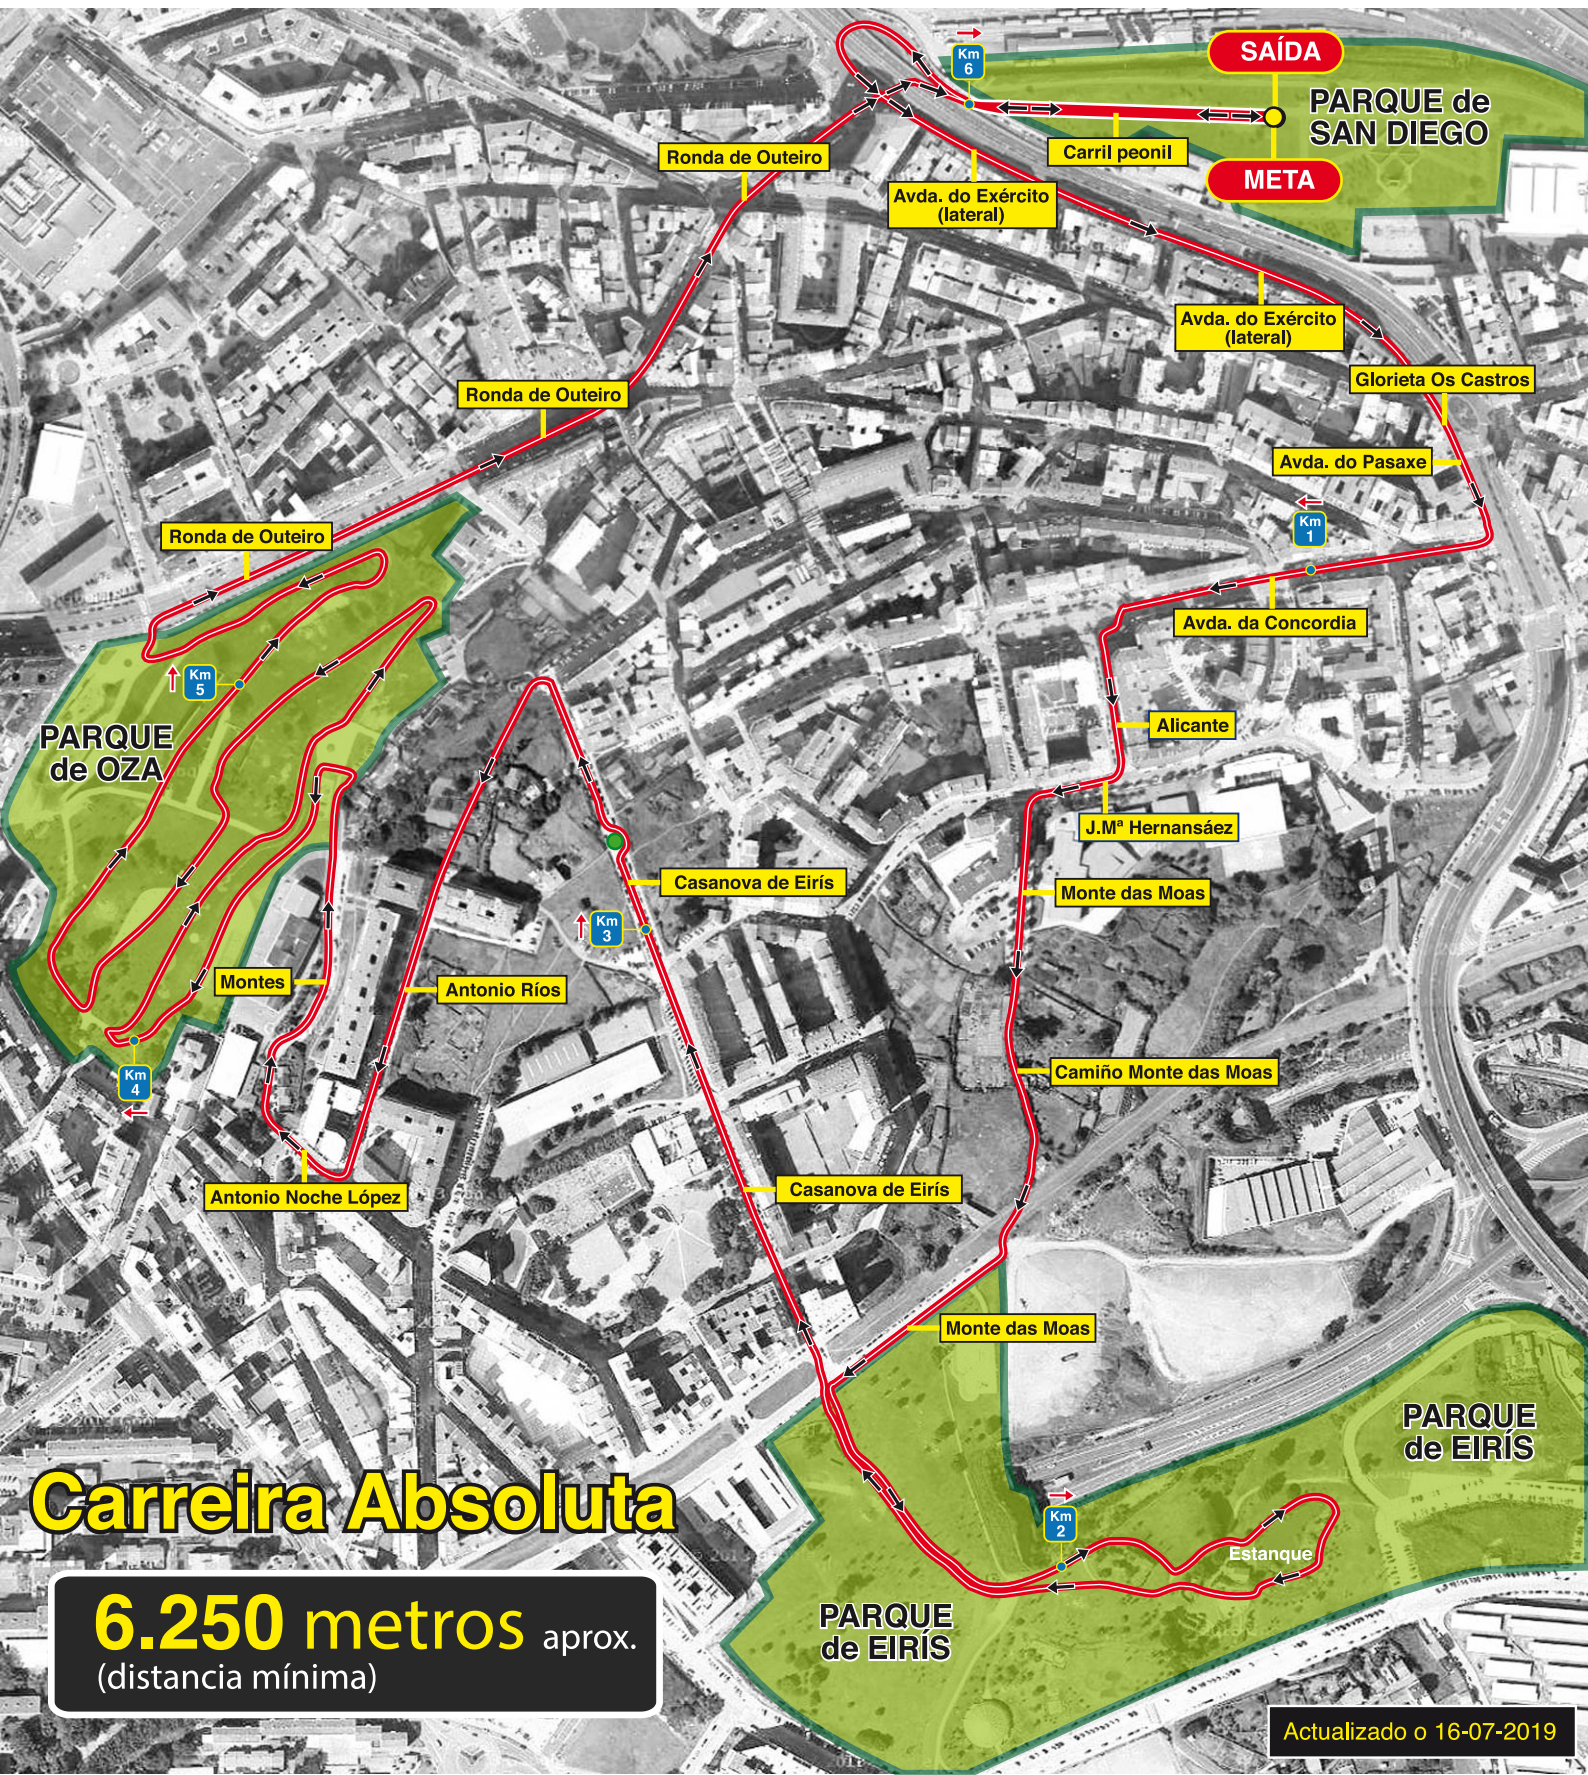 Km
6
SAÍDA
PARQUE de
SAN DIEGO
Carril peonil
META
Ronda de Outeiro
Avda. do Exército
(lateral)
Avda. do Exército
(lateral)
Glorieta Os Castros
Ronda de Outeiro
Avda. do Pasaxe
Km
1
Ronda de Outeiro
Avda. da Concordia
Km
5
PARQUE
de OZA
Alicante
J.Mª Hernansáez
Casanova de Eirís
Monte das Moas
Km
3
Montes
Antonio Ríos
Km
4
Camiño Monte das Moas
Antonio Noche López
Casanova de Eirís
Monte das Moas
PARQUE
de EIRÍS
Carreira Absoluta
Km
2
Estanque
6.250 metros aprox.
(distancia mínima)
PARQUE
de EIRÍS
Actualizado o 16-07-2019